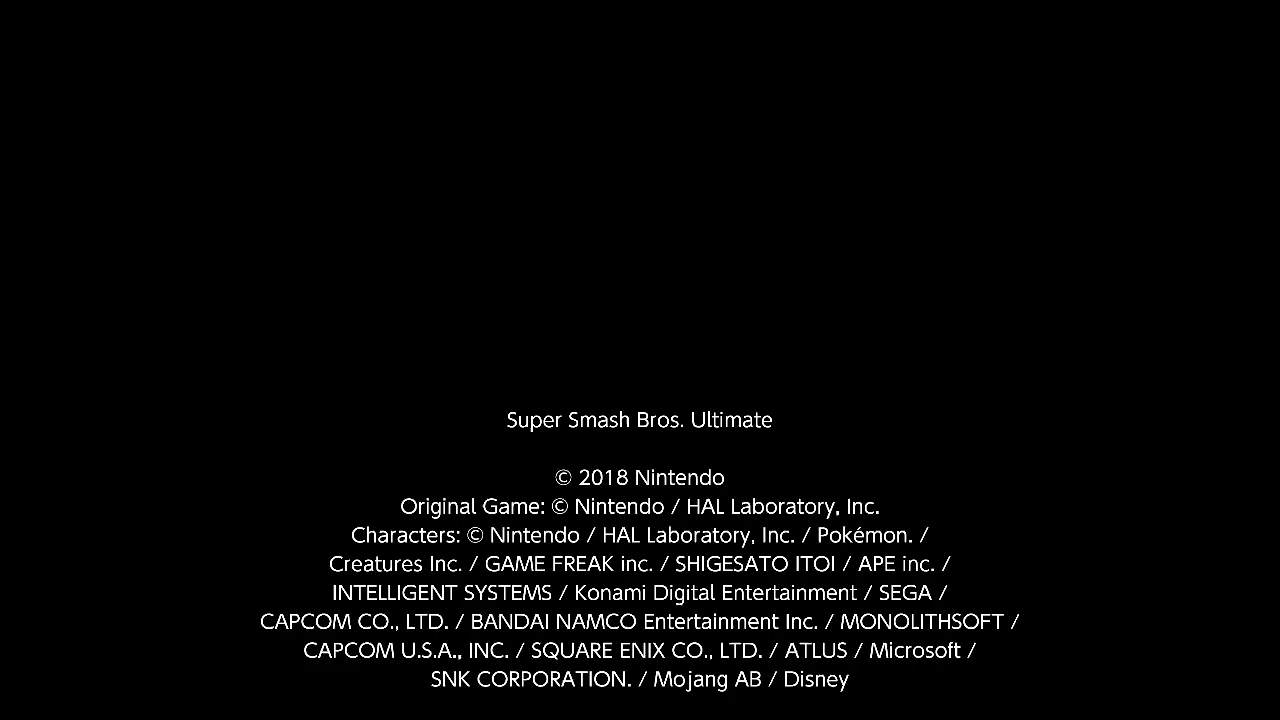 Super Smash Bros. Ultimate
© 2018 Nintendo
Original Game: © Nintendo / HAL Laboratory, Inc.
Characters: © Nintendo / HAL Laboratory, Inc. / Pokémon. /
Creatures Inc. / GAME FREAK inc. / SHIGESATO ITOI / APE inc. /
INTELLIGENT SYSTEMS / Konami Digital Entertainment / SEGA /
CAPCOM CO., LTD. / BANDAI NAMCO Entertainment Inc. / MONOLITHSOFT /
CAPCOM U.S.A., INC. / SQUARE ENIX CO., LTD. / ATLUS / Microsoft /
SNK CORPORATION. / Mojang AB / Disney